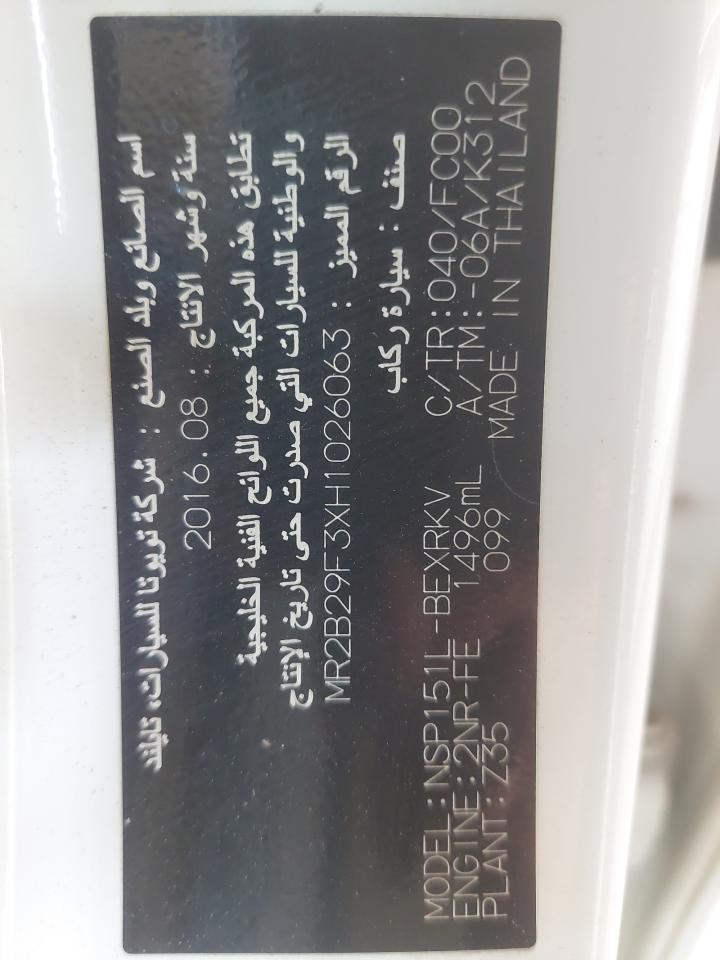 اسم الصانع وبلد الصنع : شركة تويوتا للسيارات، تايلند
سنة وشهر الانتاج : 2016.08
تطابق هذه المركبة جميع اللوائح الفنية الخليجية
والوطنية للسيارات التي صدرت حتى تاريخ الإنتاج
الرقم المميز : MR2B29F3XH1026063
صنف : سيارة ركاب
MODEL:NSP151L-BEXRKV C/TR:040/FC00
ENGINE:2NR-FE 1496mL A/TM:-06A/K312
PLANT:Z35 099 MADE IN THAILAND